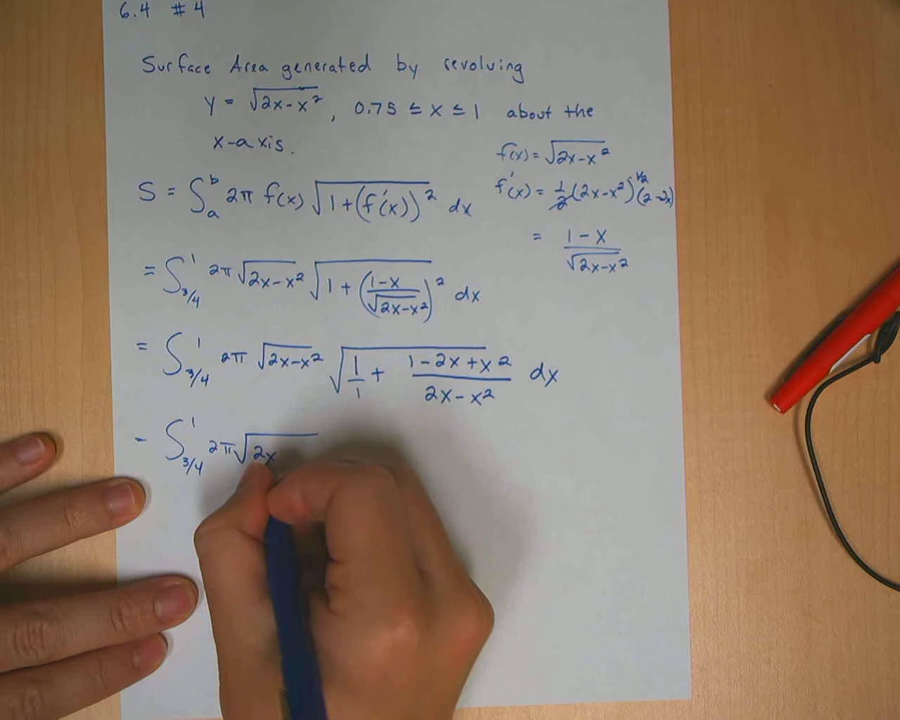 6.4 #4
Surface Area generated by revolving
y = √(2x-x²), 0.75 ≤ x ≤ 1 about the
x-axis.
f(x) = √(2x-x²)
S = ∫ₐᵇ 2π f(x) √(1+(f'(x))²) dx
f'(x) = 1/2 (2x-x²)^(1/2) (2-2x)
= (1-x)/√(2x-x²)
= ∫_(3/4)^1 2π √(2x-x²) √(1+((1-x)/√(2x-x²))²) dx
= ∫_(3/4)^1 2π √(2x-x²) √(1/1 + (1-2x+x²)/(2x-x²)) dx
- ∫_(3/4)^1 2π √(2x